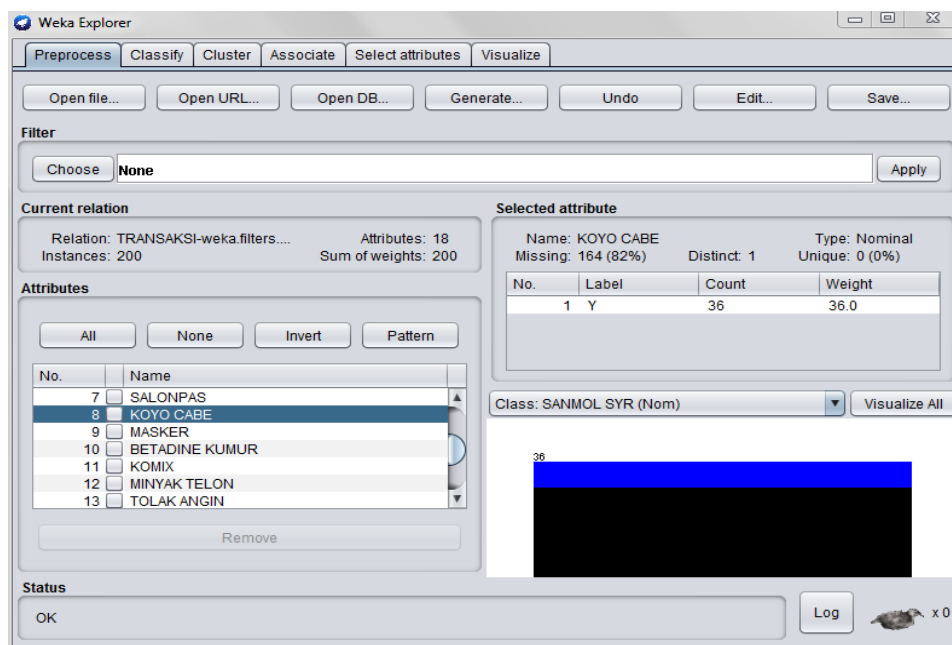 Weka Explorer
Preprocess Classify Cluster Associate Select attributes Visualize
Open file... Open URL... Open DB... Generate... Undo Edit... Save...
Filter
Choose None Apply
Current relation
Relation: TRANSAKSI-weka.filters.... Attributes: 18
Instances: 200 Sum of weights: 200
Attributes
All None Invert Pattern
No. Name
7 SALONPAS
8 KOYO CABE
9 MASKER
10 BETADINE KUMUR
11 KOMIX
12 MINYAK TELON
13 TOLAK ANGIN
Remove
Selected attribute
Name: KOYO CABE Type: Nominal
Missing: 164 (82%) Distinct: 1 Unique: 0 (0%)
No. Label Count Weight
1 Y 36 36.0
Class: SANMOL SYR (Nom) Visualize All
36
Status
OK
Log x 0